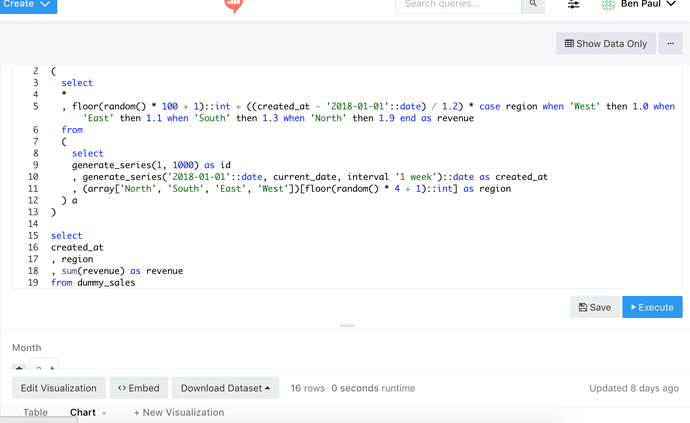 Create
Search queries...
Ben Paul
Show Data Only
...
2 (
3 select
4 *
5 , floor(random() * 100 + 1)::int + ((created_at - '2018-01-01'::date) / 1.2) * case region when 'West' then 1.0 when
'East' then 1.1 when 'South' then 1.3 when 'North' then 1.9 end as revenue
6 from
7 (
8 select
9 generate_series(1, 1000) as id
10 , generate_series('2018-01-01'::date, current_date, interval '1 week')::date as created_at
11 , (array['North', 'South', 'East', 'West'])[floor(random() * 4 + 1)::int] as region
12 ) a
13 )
14
15 select
16 created_at
17 , region
18 , sum(revenue) as revenue
19 from dummy_sales
Save
Execute
Month
Edit Visualization
<> Embed
Download Dataset
16 rows 0 seconds runtime
Updated 8 days ago
Table
Chart ×
+ New Visualization